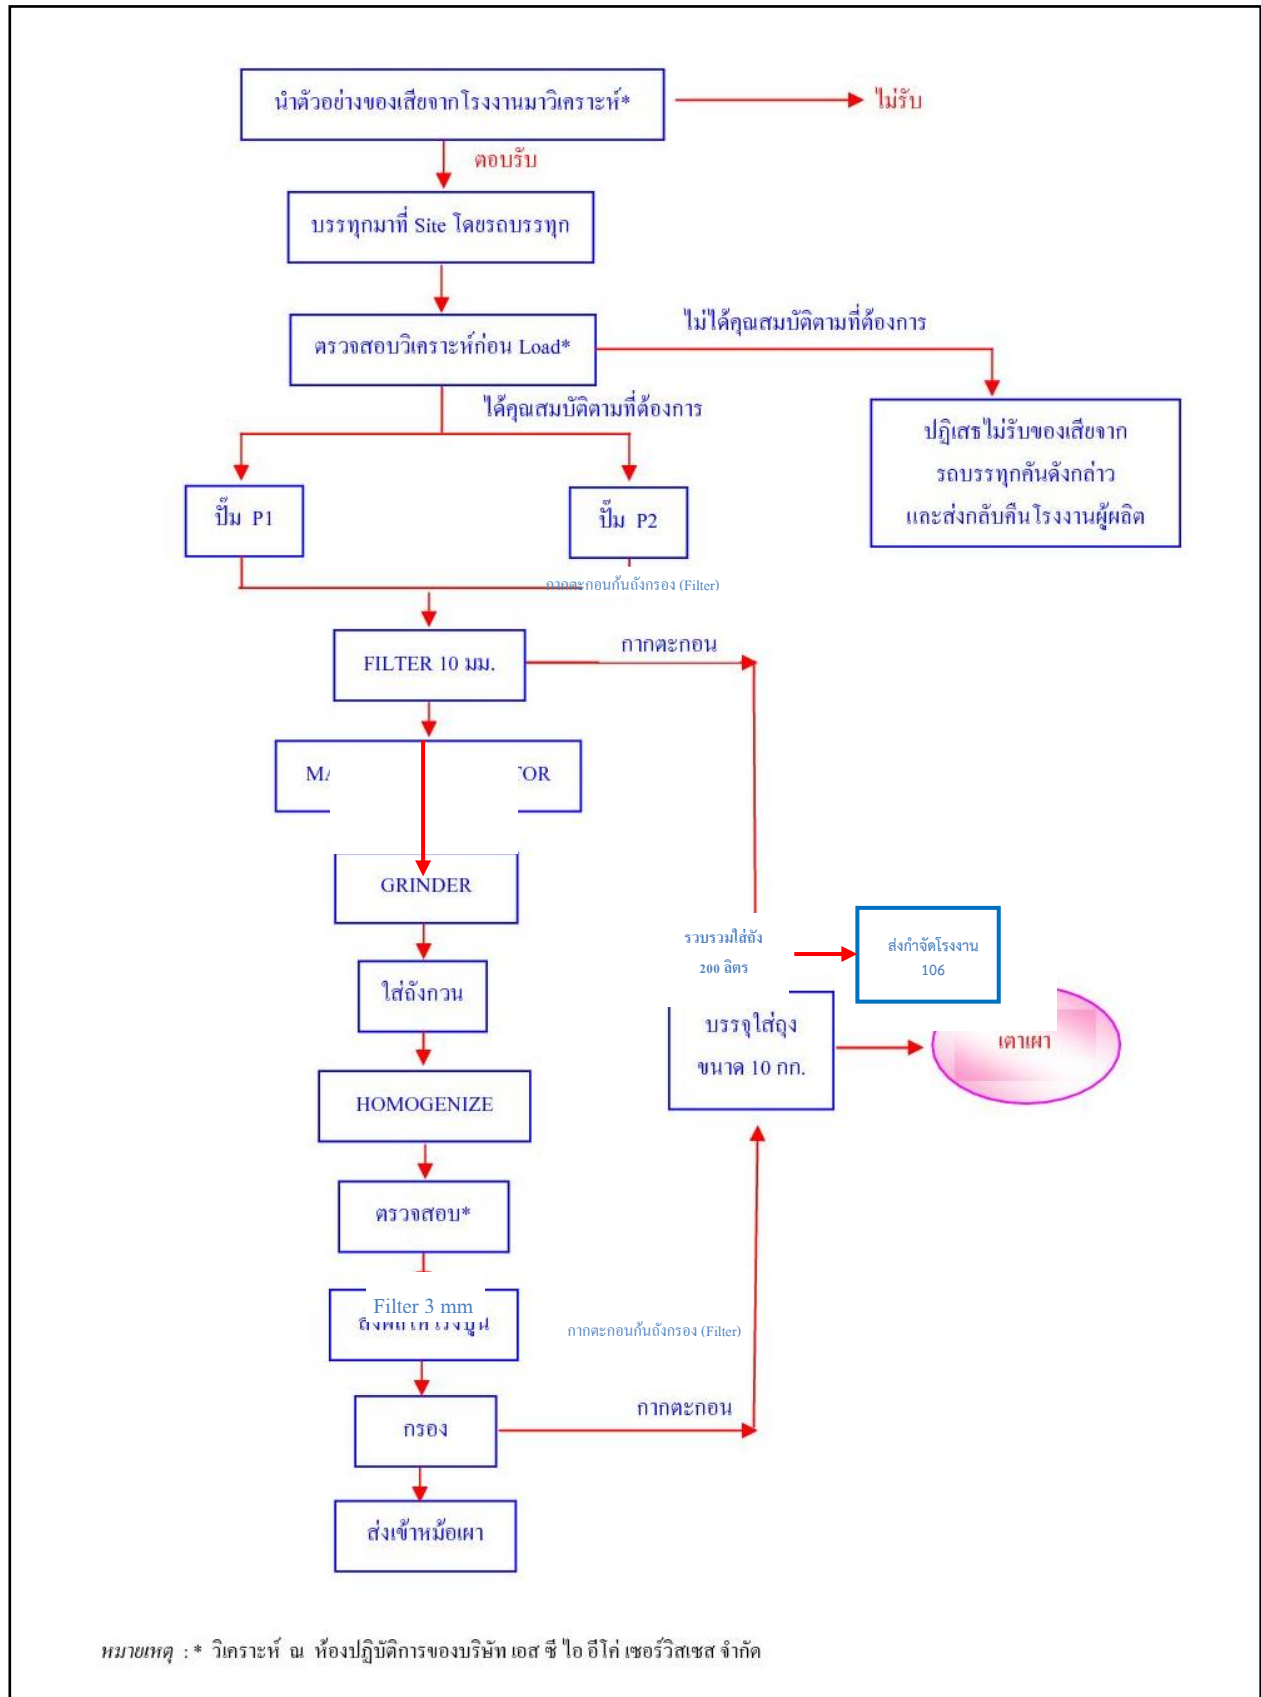 นำตัวอย่างของเสียจากโรงงานมาวิเคราะห์*
ไม่รับ
ตอบรับ
บรรทุกมาที่ Site โดยรถบรรทุก
ตรวจสอบวิเคราะห์ก่อน Load*
ไม่ได้คุณสมบัติตามที่ต้องการ
ได้คุณสมบัติตามที่ต้องการ
ปฏิเสธไม่รับของเสียจาก
รถบรรทุกคันดังกล่าว
และส่งกลับคืนโรงงานผู้ผลิต
ปั๊ม P1
ปั๊ม P2
กากตะกอนก้นถังกรอง (Filter)
FILTER 10 มม.
กากตะกอน
GRINDER
รวบรวมใส่ถัง
200 ลิตร
ส่งกำจัดโรงงาน
106
ใส่ถังกวน
บรรจุใส่ถุง
ขนาด 10 กก.
เตาเผา
HOMOGENIZE
ตรวจสอบ*
Filter 3 mm
กากตะกอนก้นถังกรอง (Filter)
กรอง
กากตะกอน
ส่งเข้าหม้อเผา
หมายเหตุ : * วิเคราะห์ ณ ห้องปฏิบัติการของบริษัท เอส ซี ไอ อีโค่ เซอร์วิสเซส จำกัด